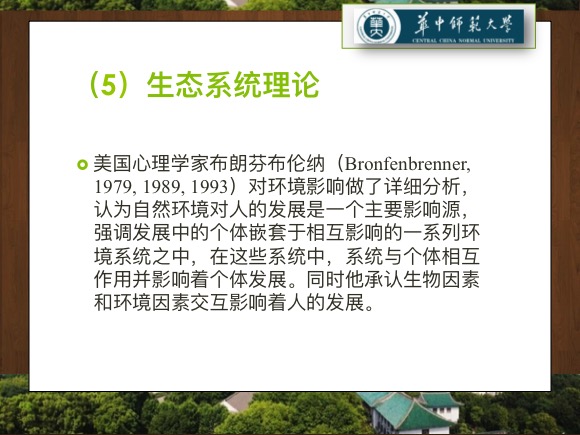 華中師範大學
CENTRAL CHINA NORMAL UNIVERSITY
（5）生态系统理论
美国心理学家布朗芬布伦纳（Bronfenbrenner,
1979, 1989, 1993）对环境影响做了详细分析，
认为自然环境对人的发展是一个主要影响源，
强调发展中的个体嵌套于相互影响的一系列环
境系统之中，在这些系统中，系统与个体相互
作用并影响着个体发展。同时他承认生物因素
和环境因素交互影响着人的发展。